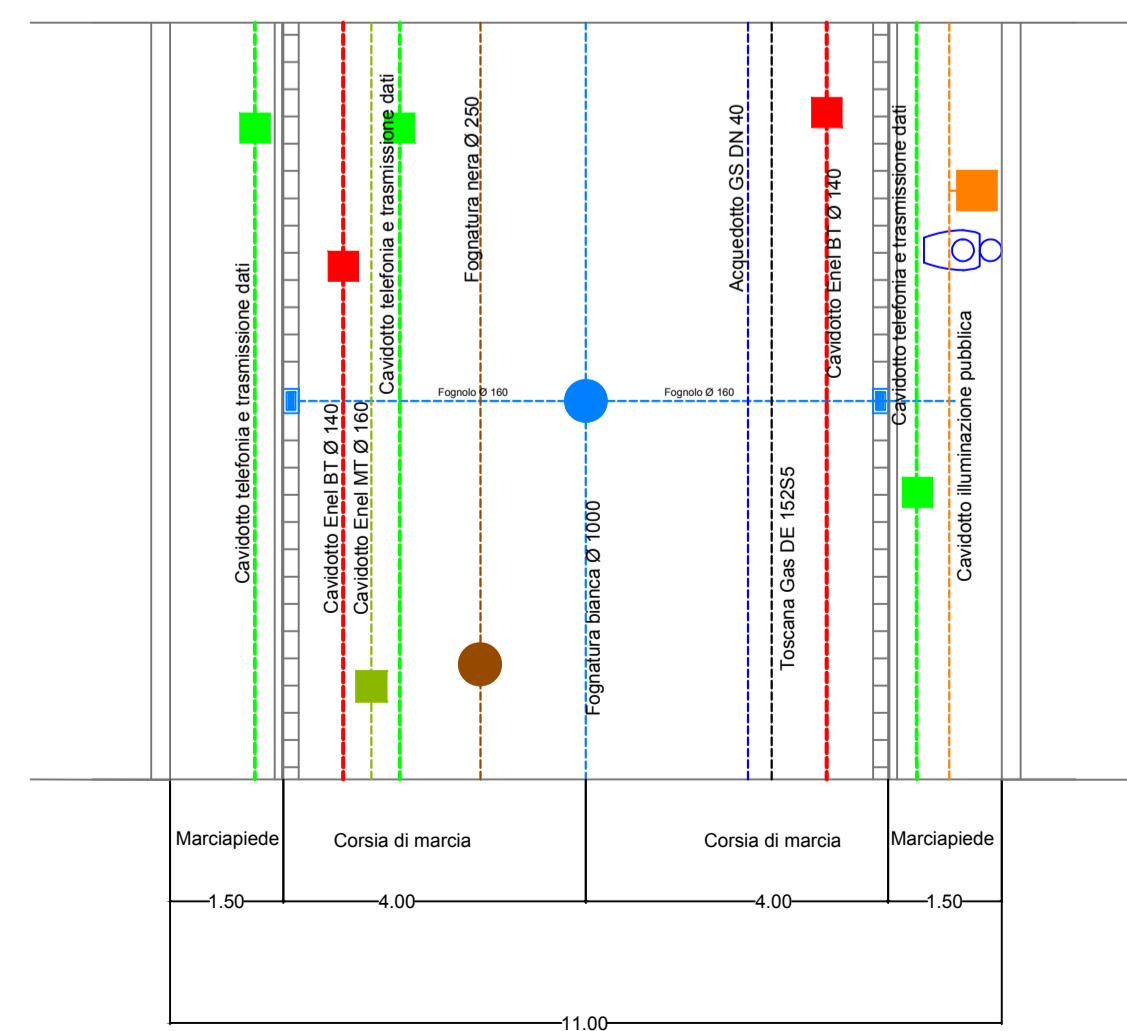 Cavidotto telefonia e trasmissione dati
Cavidotto Enel BT Ø 140
Cavidotto Enel MT Ø 160
Cavidotto telefonia e trasmissione dati
Fognatura nera Ø 250
Fognolo Ø 160
Fognatura bianca Ø 1000
Fognolo Ø 160
Acquedotto GS DN 40
Toscana Gas DE 152S5
Cavidotto Enel BT Ø 140
Cavidotto telefonia e trasmissione dati
Cavidotto illuminazione pubblica
Marciapiede
Corsia di marcia
Corsia di marcia
Marciapiede
1.50
4.00
4.00
1.50
11.00